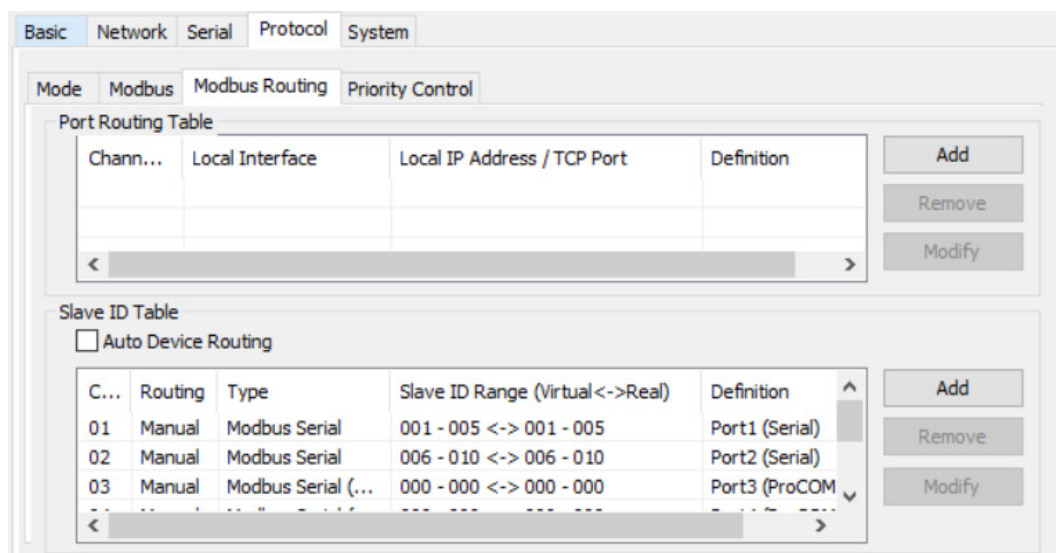 Basic Network Serial Protocol System
Mode Modbus Modbus Routing Priority Control
Port Routing Table
Chann... Local Interface Local IP Address / TCP Port Definition Add
Remove
Modify
Slave ID Table
Auto Device Routing
C... Routing Type Slave ID Range (Virtual<->Real) Definition Add
01 Manual Modbus Serial 001 - 005 <-> 001 - 005 Port1 (Serial)
02 Manual Modbus Serial 006 - 010 <-> 006 - 010 Port2 (Serial) Remove
03 Manual Modbus Serial (... 000 - 000 <-> 000 - 000 Port3 (ProCOM Modify